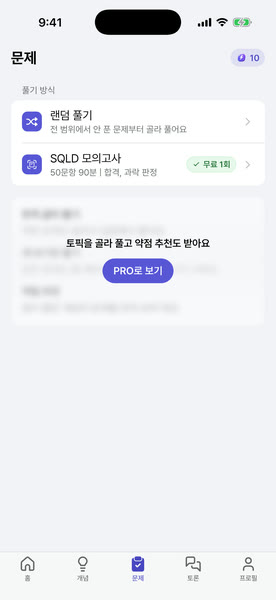 9:41
문제
10
풀기 방식
랜덤 풀기
전 범위에서 안 푼 문제부터 골라 풀어요
SQLD 모의고사
무료 1회
50문항 90분 | 합격, 과락 판정
토픽을 골라 풀고 약점 추천도 받아요
PRO로 보기
홈
개념
문제
토론
프로필